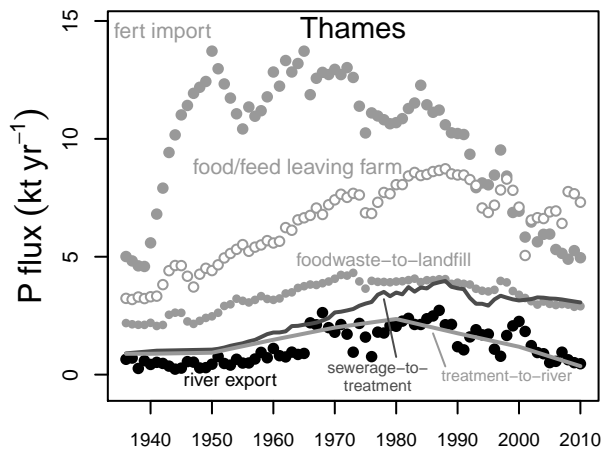 Thames
fert import
food/feed leaving farm
foodwaste−to−landfill
river export
sewerage−to−
treatment
treatment−to−river
P flux (kt yr−1)
15
10
5
0
1940 1950 1960 1970 1980 1990 2000 2010